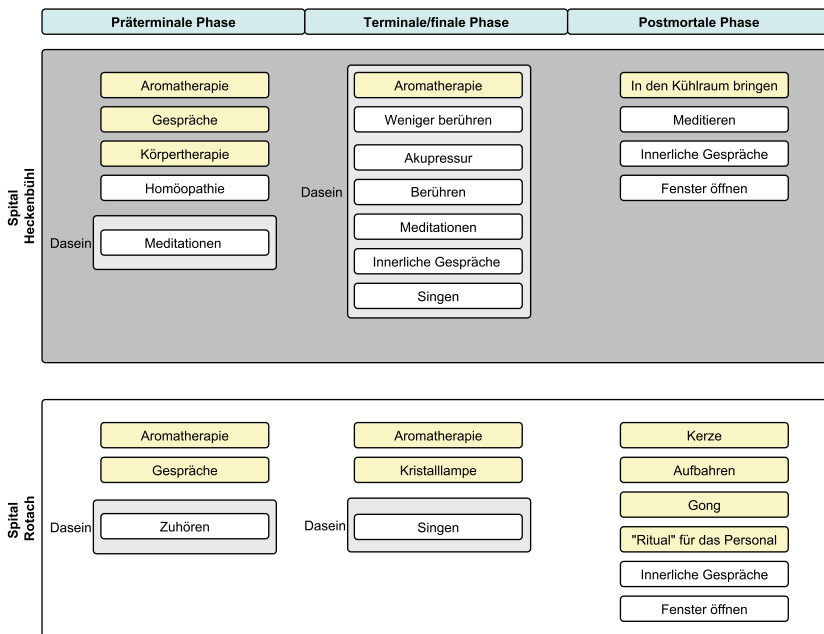 Präterminale Phase
Terminale/finale Phase
Postmortale Phase
Spital
Heckenbühl
Aromatherapie
Gespräche
Körpertherapie
Homöopathie
Dasein
Meditationen
Dasein
Aromatherapie
Weniger berühren
Akupressur
Berühren
Meditationen
Innerliche Gespräche
Singen
In den Kühlraum bringen
Meditieren
Innerliche Gespräche
Fenster öffnen
Spital
Rotach
Aromatherapie
Gespräche
Dasein
Zuhören
Aromatherapie
Kristalllampe
Dasein
Singen
Kerze
Aufbahren
Gong
"Ritual" für das Personal
Innerliche Gespräche
Fenster öffnen